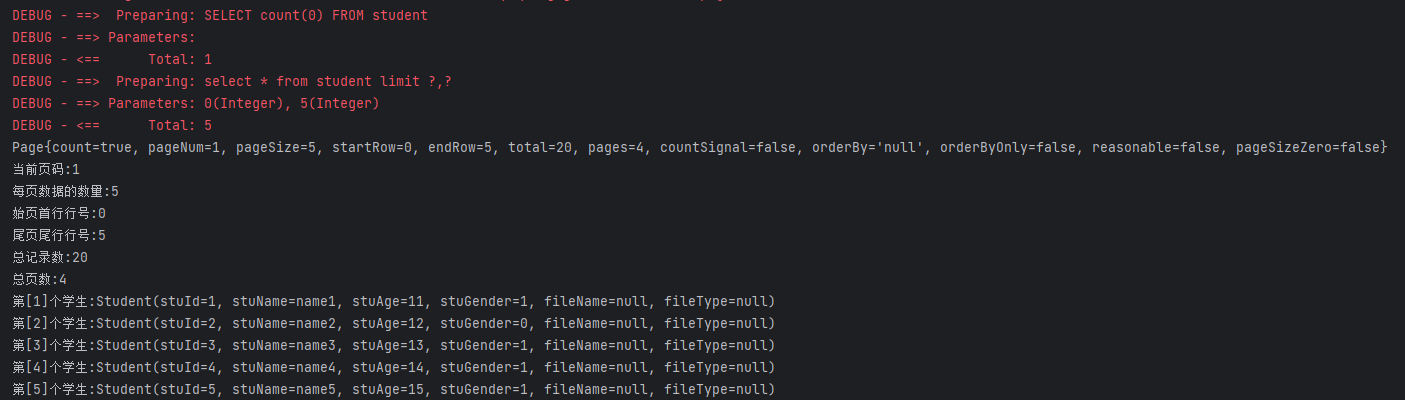 DEBUG - ==>  Preparing: SELECT count(0) FROM student
DEBUG - ==> Parameters:
DEBUG - <==      Total: 1
DEBUG - ==>  Preparing: select * from student limit ?,?
DEBUG - ==> Parameters: 0(Integer), 5(Integer)
DEBUG - <==      Total: 5
Page{count=true, pageNum=1, pageSize=5, startRow=0, endRow=5, total=20, pages=4, countSignal=false, orderBy='null', orderByOnly=false, reasonable=false, pageSizeZero=false}
当前页码:1
每页数据的数量:5
始页首行行号:0
尾页尾行行号:5
总记录数:20
总页数:4
第[1]个学生:Student(stuId=1, stuName=name1, stuAge=11, stuGender=1, fileName=null, fileType=null)
第[2]个学生:Student(stuId=2, stuName=name2, stuAge=12, stuGender=0, fileName=null, fileType=null)
第[3]个学生:Student(stuId=3, stuName=name3, stuAge=13, stuGender=1, fileName=null, fileType=null)
第[4]个学生:Student(stuId=4, stuName=name4, stuAge=14, stuGender=1, fileName=null, fileType=null)
第[5]个学生:Student(stuId=5, stuName=name5, stuAge=15, stuGender=1, fileName=null, fileType=null)